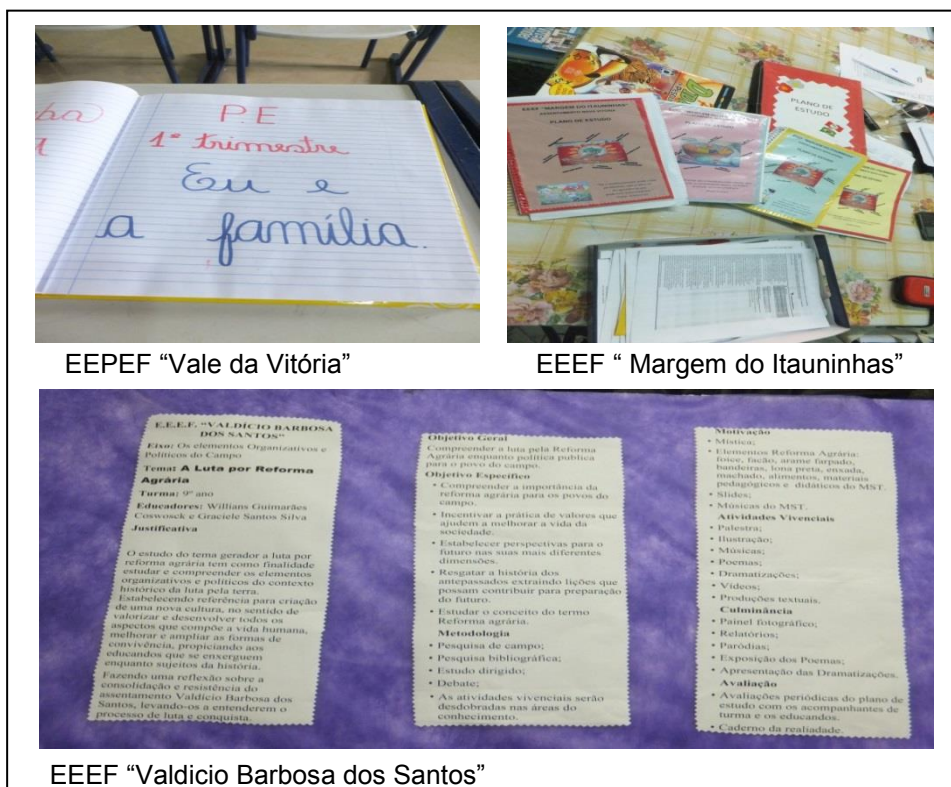 ba
PE
1º trimestre
Eu e
a família.
EEEF "MARGEM DO ITAUNINHAS"
PLANO DE ESTUDO
PLANO DE
ESTUDO
EEPEF “Vale da Vitória”
EEEF “ Margem do Itauninhas”
E.E.E.F. “VALDÍCIO BARBOSA
DOS SANTOS”
Eixo: Os elementos Organizativos e
Políticos do Campo
Tema: A Luta por Reforma
Agrária
Turma: 9º ano
Educadores: Willians Guimarães
Coswosck e Graciele Santos Silva
Justificativa
O estudo do tema gerador a luta por
reforma agrária tem como finalidade
estudar e compreender os elementos
organizativos e políticos do contexto
histórico da luta pela terra.
Estabelecendo referência para criação
de uma nova cultura, no sentido de
valorizar e desenvolver todos os
aspectos que compõe a vida humana,
melhorar e ampliar as formas de
convivência, propiciando aos
educandos que se enxerguem
enquanto sujeitos da história.
Fazendo uma reflexão sobre a
consolidação e resistência do
assentamento Valdício Barbosa dos
Santos, levando-os a entenderem o
processo de luta e conquista.
Objetivo Geral
Compreender a luta pela Reforma
Agrária enquanto política publica
para o povo do campo.
Objetivo Específico
• Compreender a importância da
reforma agrária para os povos do
campo.
• Incentivar a prática de valores que
ajudem a melhorar a vida da
sociedade.
• Estabelecer perspectivas para o
futuro nas suas mais diferentes
dimensões.
• Resgatar a história dos
antepassados extraindo lições que
possam contribuir para preparação
do futuro.
• Estudar o conceito do termo
Reforma agrária.
Metodologia
• Pesquisa de campo;
• Pesquisa bibliográfica;
• Estudo dirigido;
• Debate;
• As atividades vivenciais serão
desdobradas nas áreas do
conhecimento.
Motivação
• Mística;
• Elementos Reforma Agrária:
foice, facão, arame farpado,
bandeiras, lona preta, enxada,
machado, alimentos, materiais
pedagógicos e didáticos do MST.
• Slides;
• Músicas do MST.
Atividades Vivenciais
• Palestra;
• Ilustração;
• Músicas;
• Poemas;
• Dramatizações;
• Vídeos;
• Produções textuais.
Culminância
• Painel fotográfico;
• Relatórios;
• Paródias;
• Exposição dos Poemas;
• Apresentação das Dramatizações.
Avaliação
• Avaliações periódicas do plano de
estudo com os acompanhantes de
turma e os educandos.
• Caderno da realiadade.
EEEF “Valdicio Barbosa dos Santos”